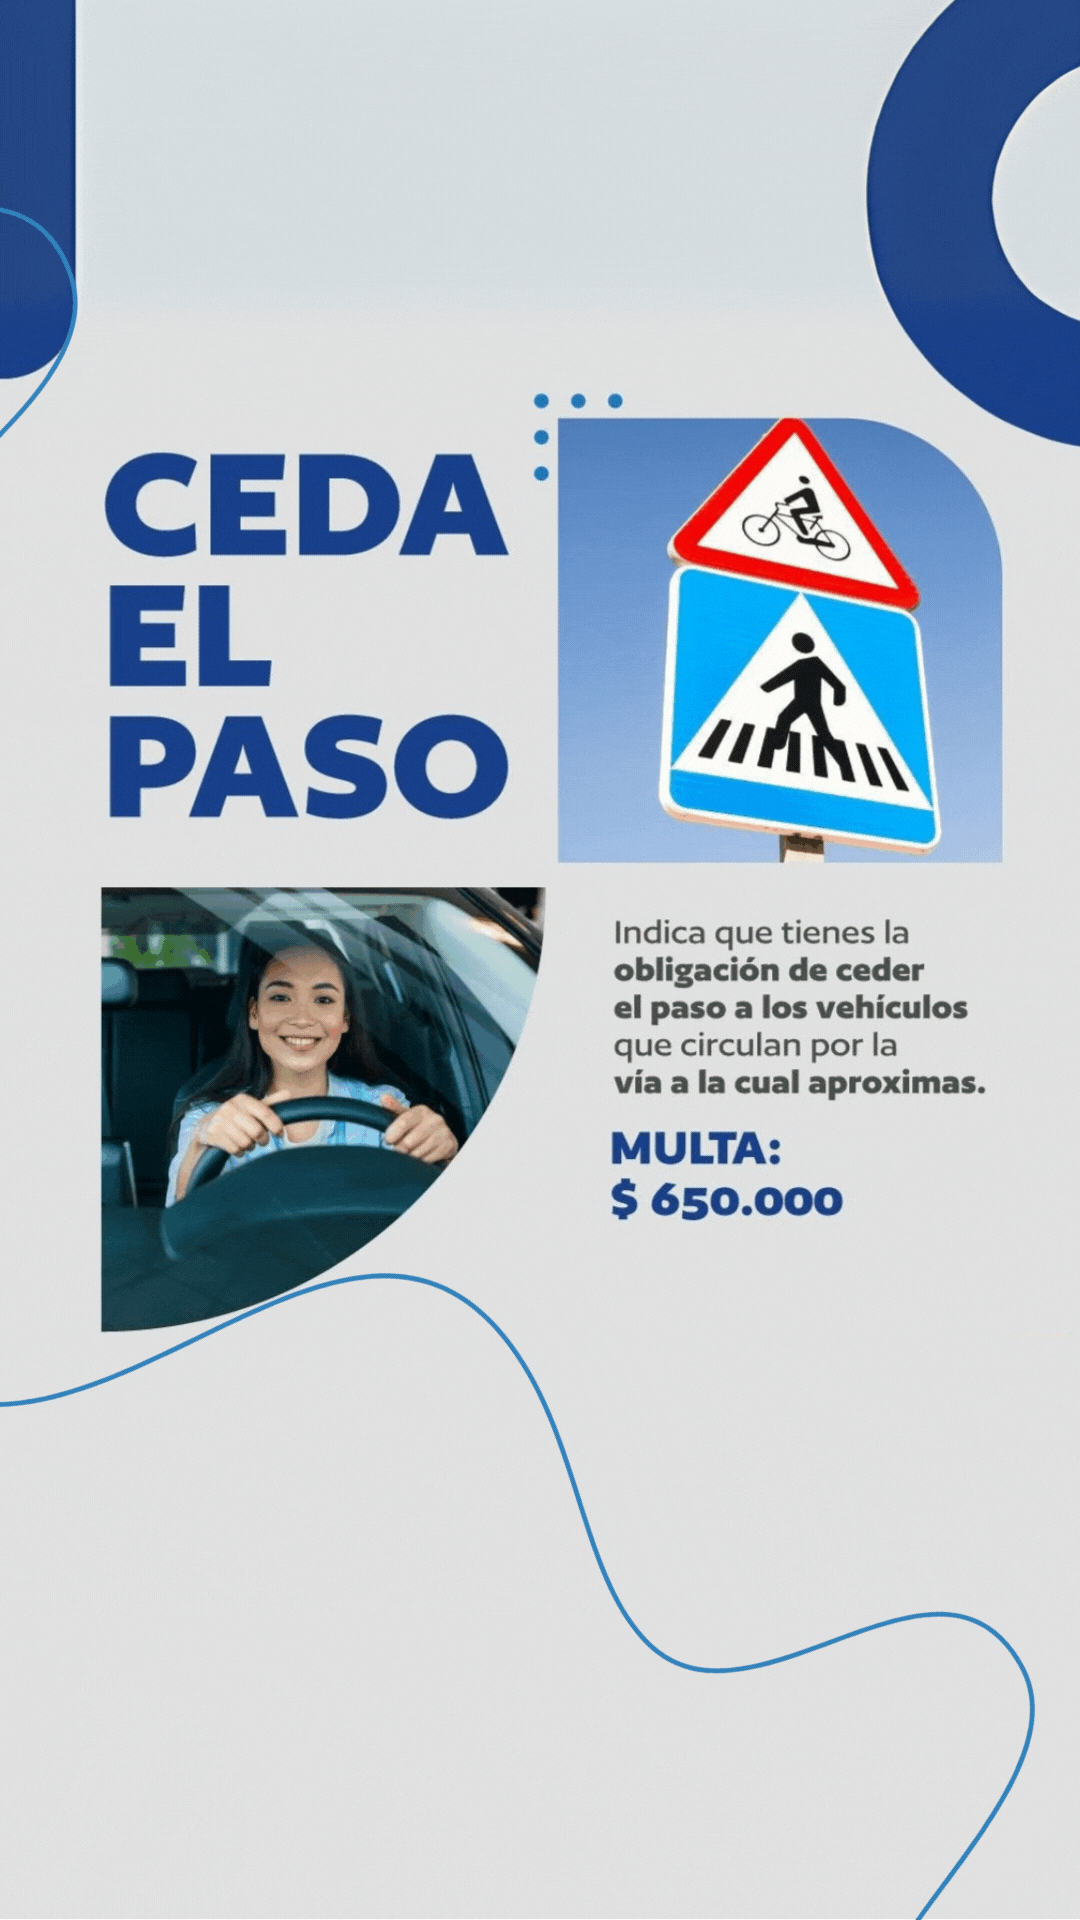 CEDA
EL
PASO
Indica que tienes la
obligación de ceder
el paso a los vehículos
que circulan por la
vía a la cual aproximas.
MULTA:
$ 650.000